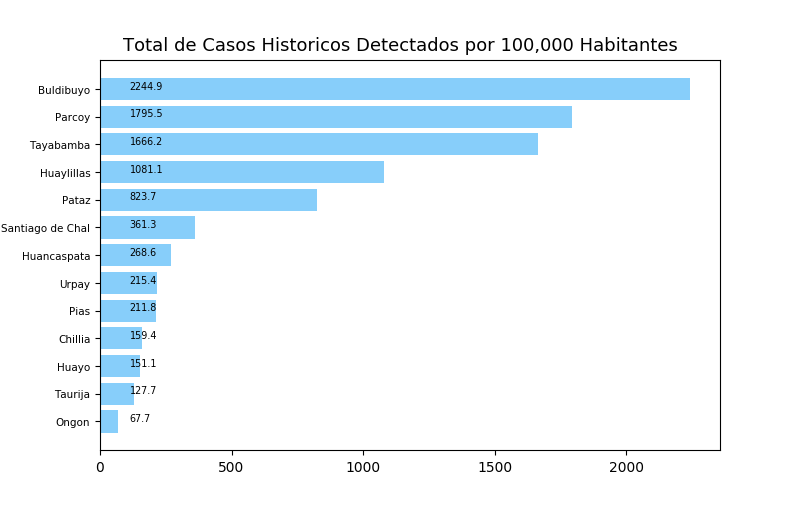 Total de Casos Historicos Detectados por 100,000 Habitantes
Buldibuyo 2244.9
Parcoy 1795.5
Tayabamba 1666.2
Huaylillas 1081.1
Pataz 823.7
Santiago de Chal 361.3
Huancaspata 268.6
Urpay 215.4
Pias 211.8
Chillia 159.4
Huayo 151.1
Taurija 127.7
Ongon 67.7
0 500 1000 1500 2000